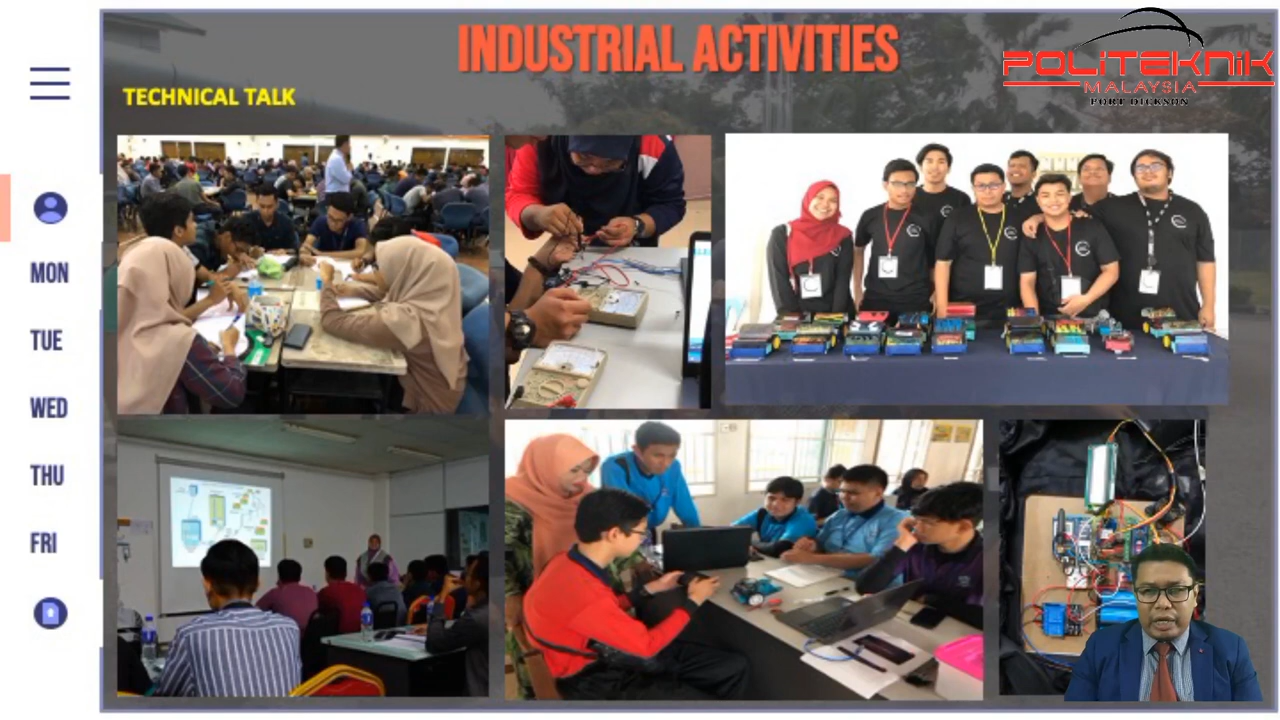 INDUSTRIAL ACTIVITIES
POLITEKNIK
MALAYSIA
PORT DICKSON
TECHNICAL TALK
MON
TUE
WED
THU
FRI